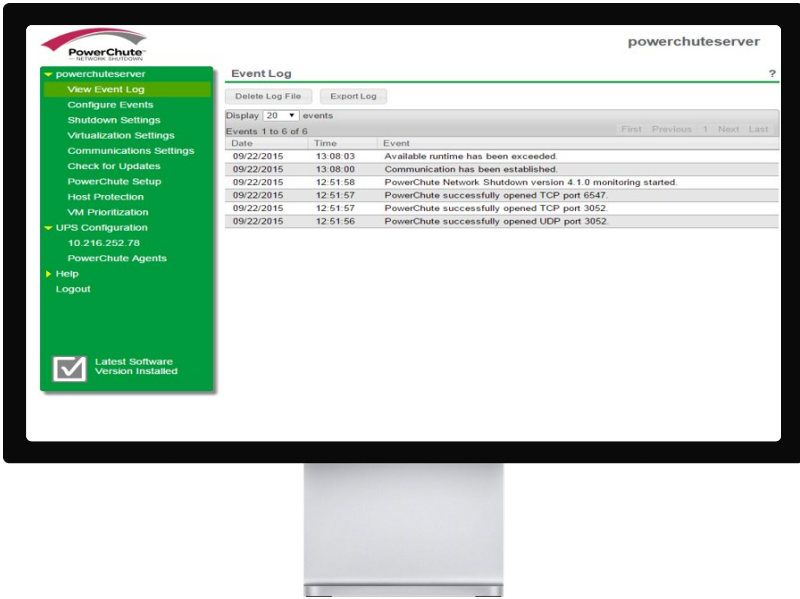 PowerChute™
NETWORK SHUTDOWN
powerchuteserver
powerchuteserver
View Event Log
Configure Events
Shutdown Settings
Virtualization Settings
Communications Settings
Check for Updates
PowerChute Setup
Host Protection
VM Prioritization
UPS Configuration
10.216.252.78
PowerChute Agents
Help
Logout
Latest Software
Version Installed
Event Log ?
Delete Log File Export Log
Display 20 events
Events 1 to 6 of 6 First Previous 1 Next Last
Date Time Event
09/22/2015 13:08:03 Available runtime has been exceeded.
09/22/2015 13:08:00 Communication has been established.
09/22/2015 12:51:58 PowerChute Network Shutdown version 4.1.0 monitoring started.
09/22/2015 12:51:57 PowerChute successfully opened TCP port 6547.
09/22/2015 12:51:57 PowerChute successfully opened TCP port 3052.
09/22/2015 12:51:56 PowerChute successfully opened UDP port 3052.